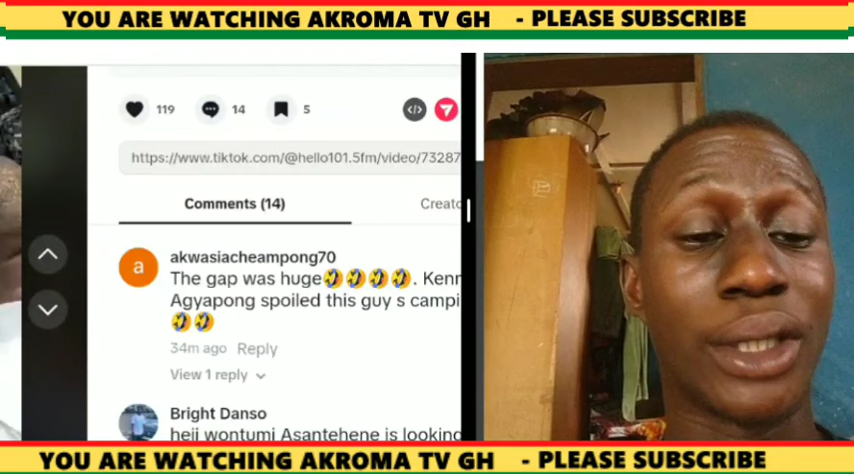 YOU ARE WATCHING AKROMA TV GH - PLEASE SUBSCRIBE
119 14 5
https://www.tiktok.com/@hello101.5fm/video/73287
Comments (14)
akwasiacheampong70
The gap was huge🤣🤣🤣🤣. Kenn
Agyapong spoiled this guy s campi
🤣🤣
34m ago Reply
View 1 reply
Bright Danso
heii wontumi Asantehene is looking
YOU ARE WATCHING AKROMA TV GH - PLEASE SUBSCRIBE